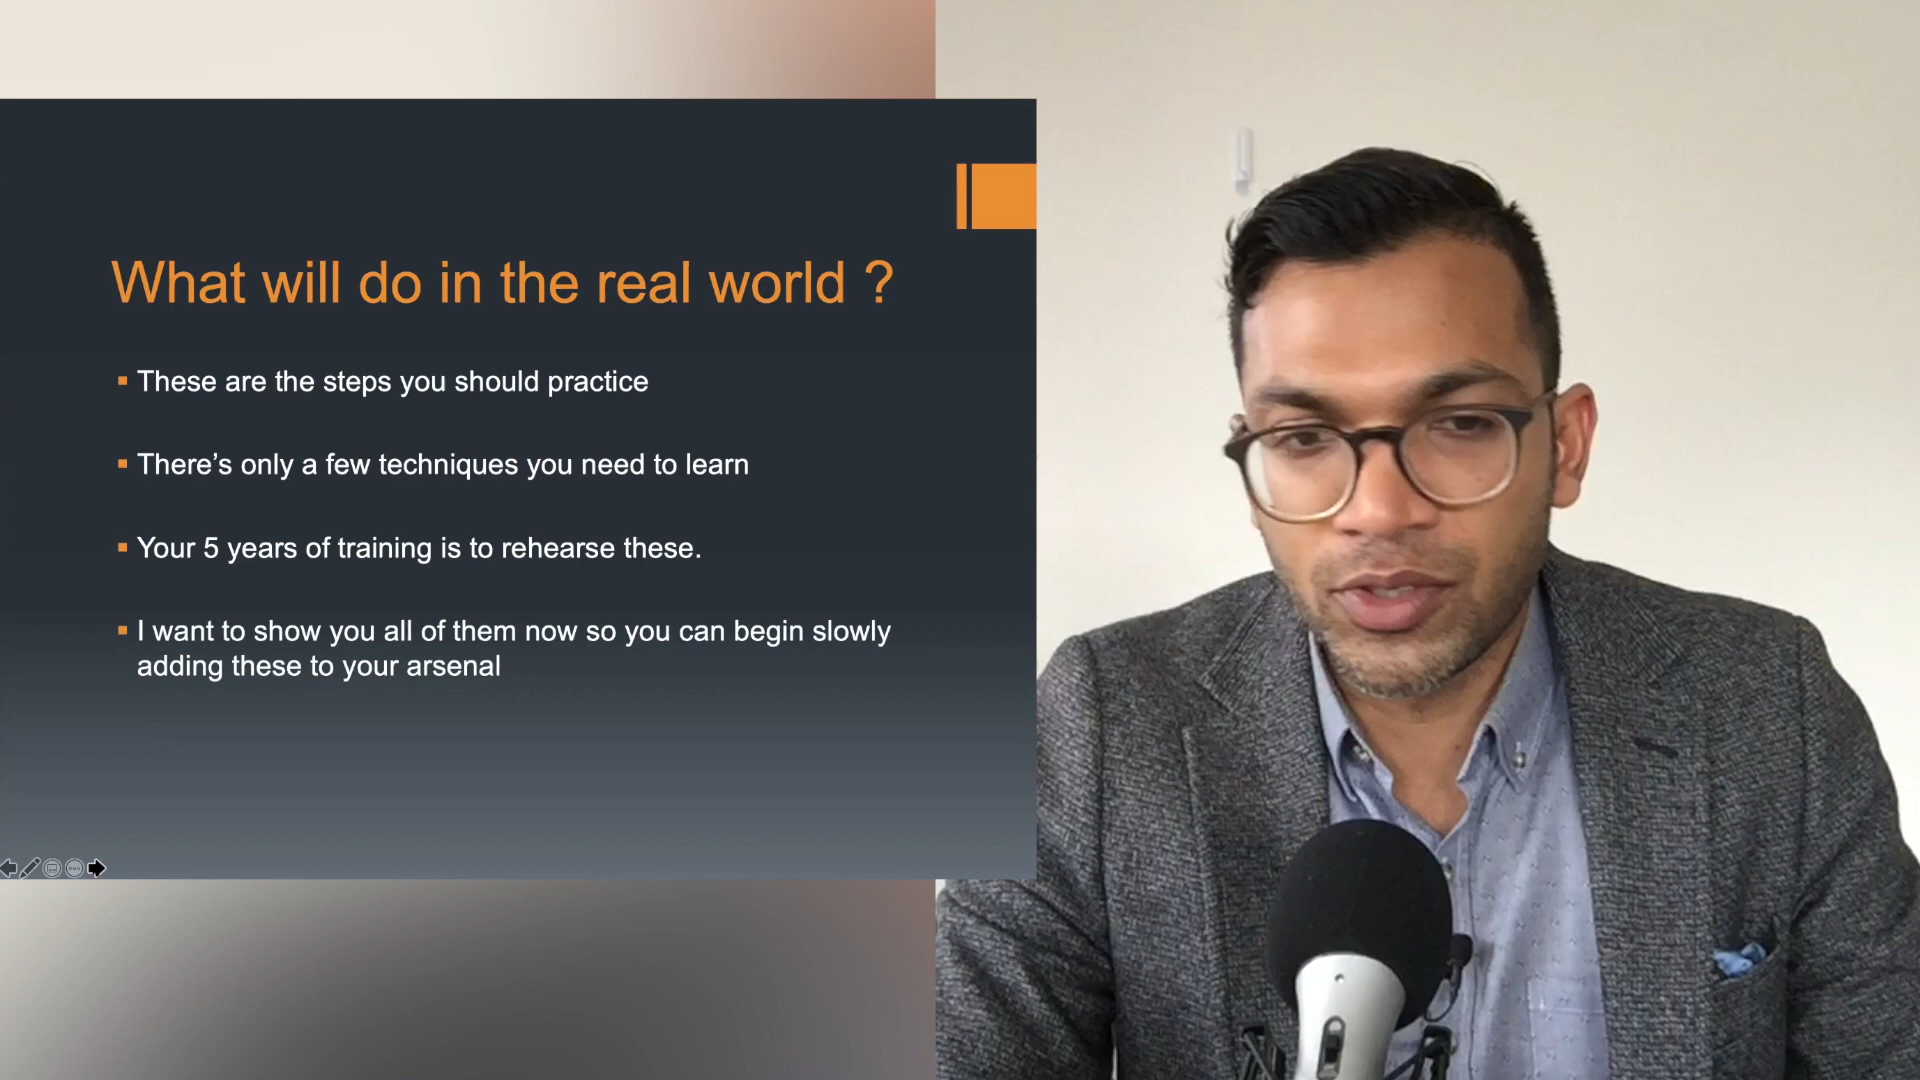 What will do in the real world ?
These are the steps you should practice
There’s only a few techniques you need to learn
Your 5 years of training is to rehearse these.
I want to show you all of them now so you can begin slowly
adding these to your arsenal